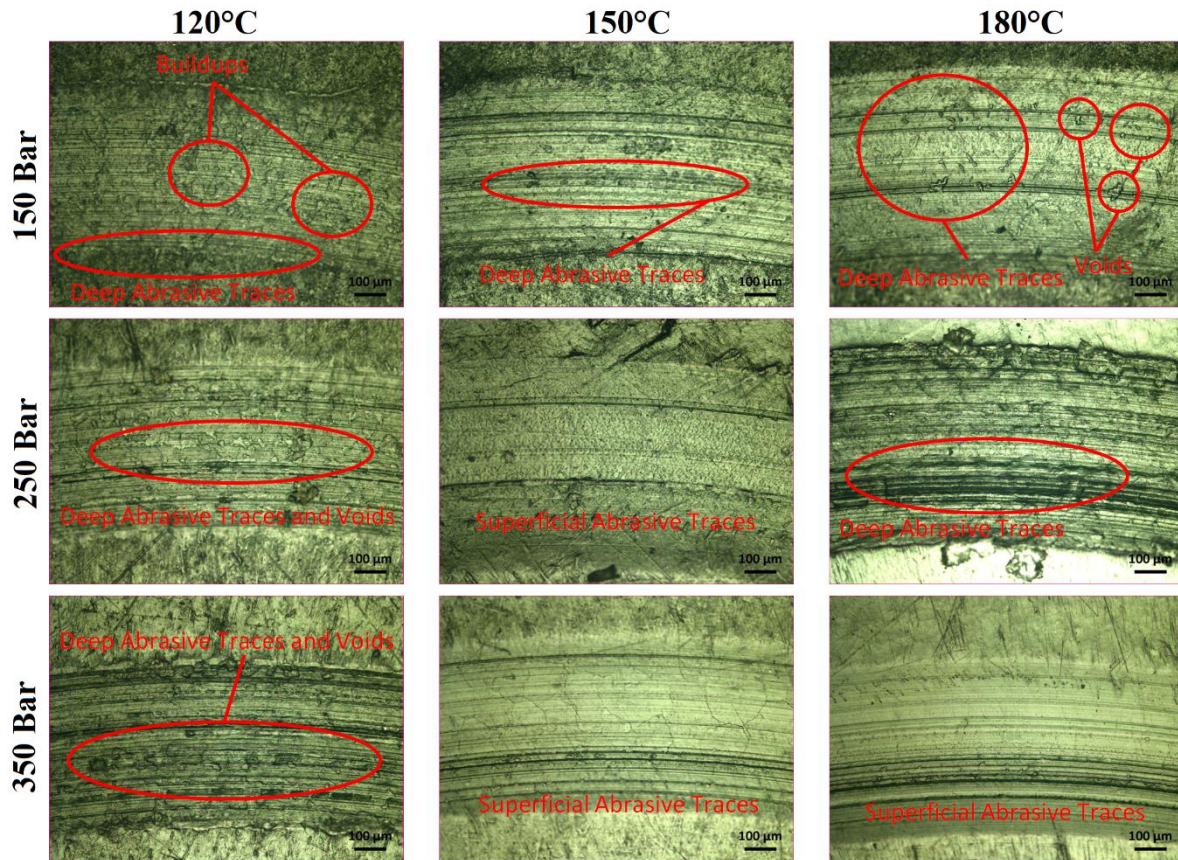 120°C
150°C
180°C
150 Bar
Buildups
Deep Abrasive Traces
100 µm
Deep Abrasive Traces
100 µm
Deep Abrasive Traces
Voids
100 µm
250 Bar
Deep Abrasive Traces and Voids
100 µm
Superficial Abrasive Traces
100 µm
Deep Abrasive Traces
100 µm
350 Bar
Deep Abrasive Traces and Voids
100 µm
Superficial Abrasive Traces
100 µm
Superficial Abrasive Traces
100 µm